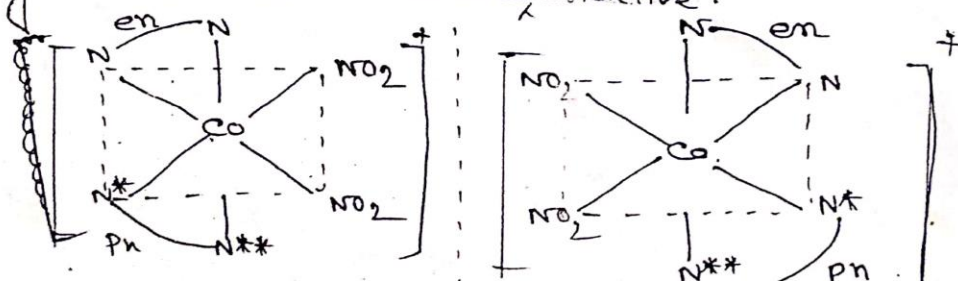 en N N en
N NO2 + NO2 N +
Co Co
N* NO2 NO2 N*
pn N** N** pn